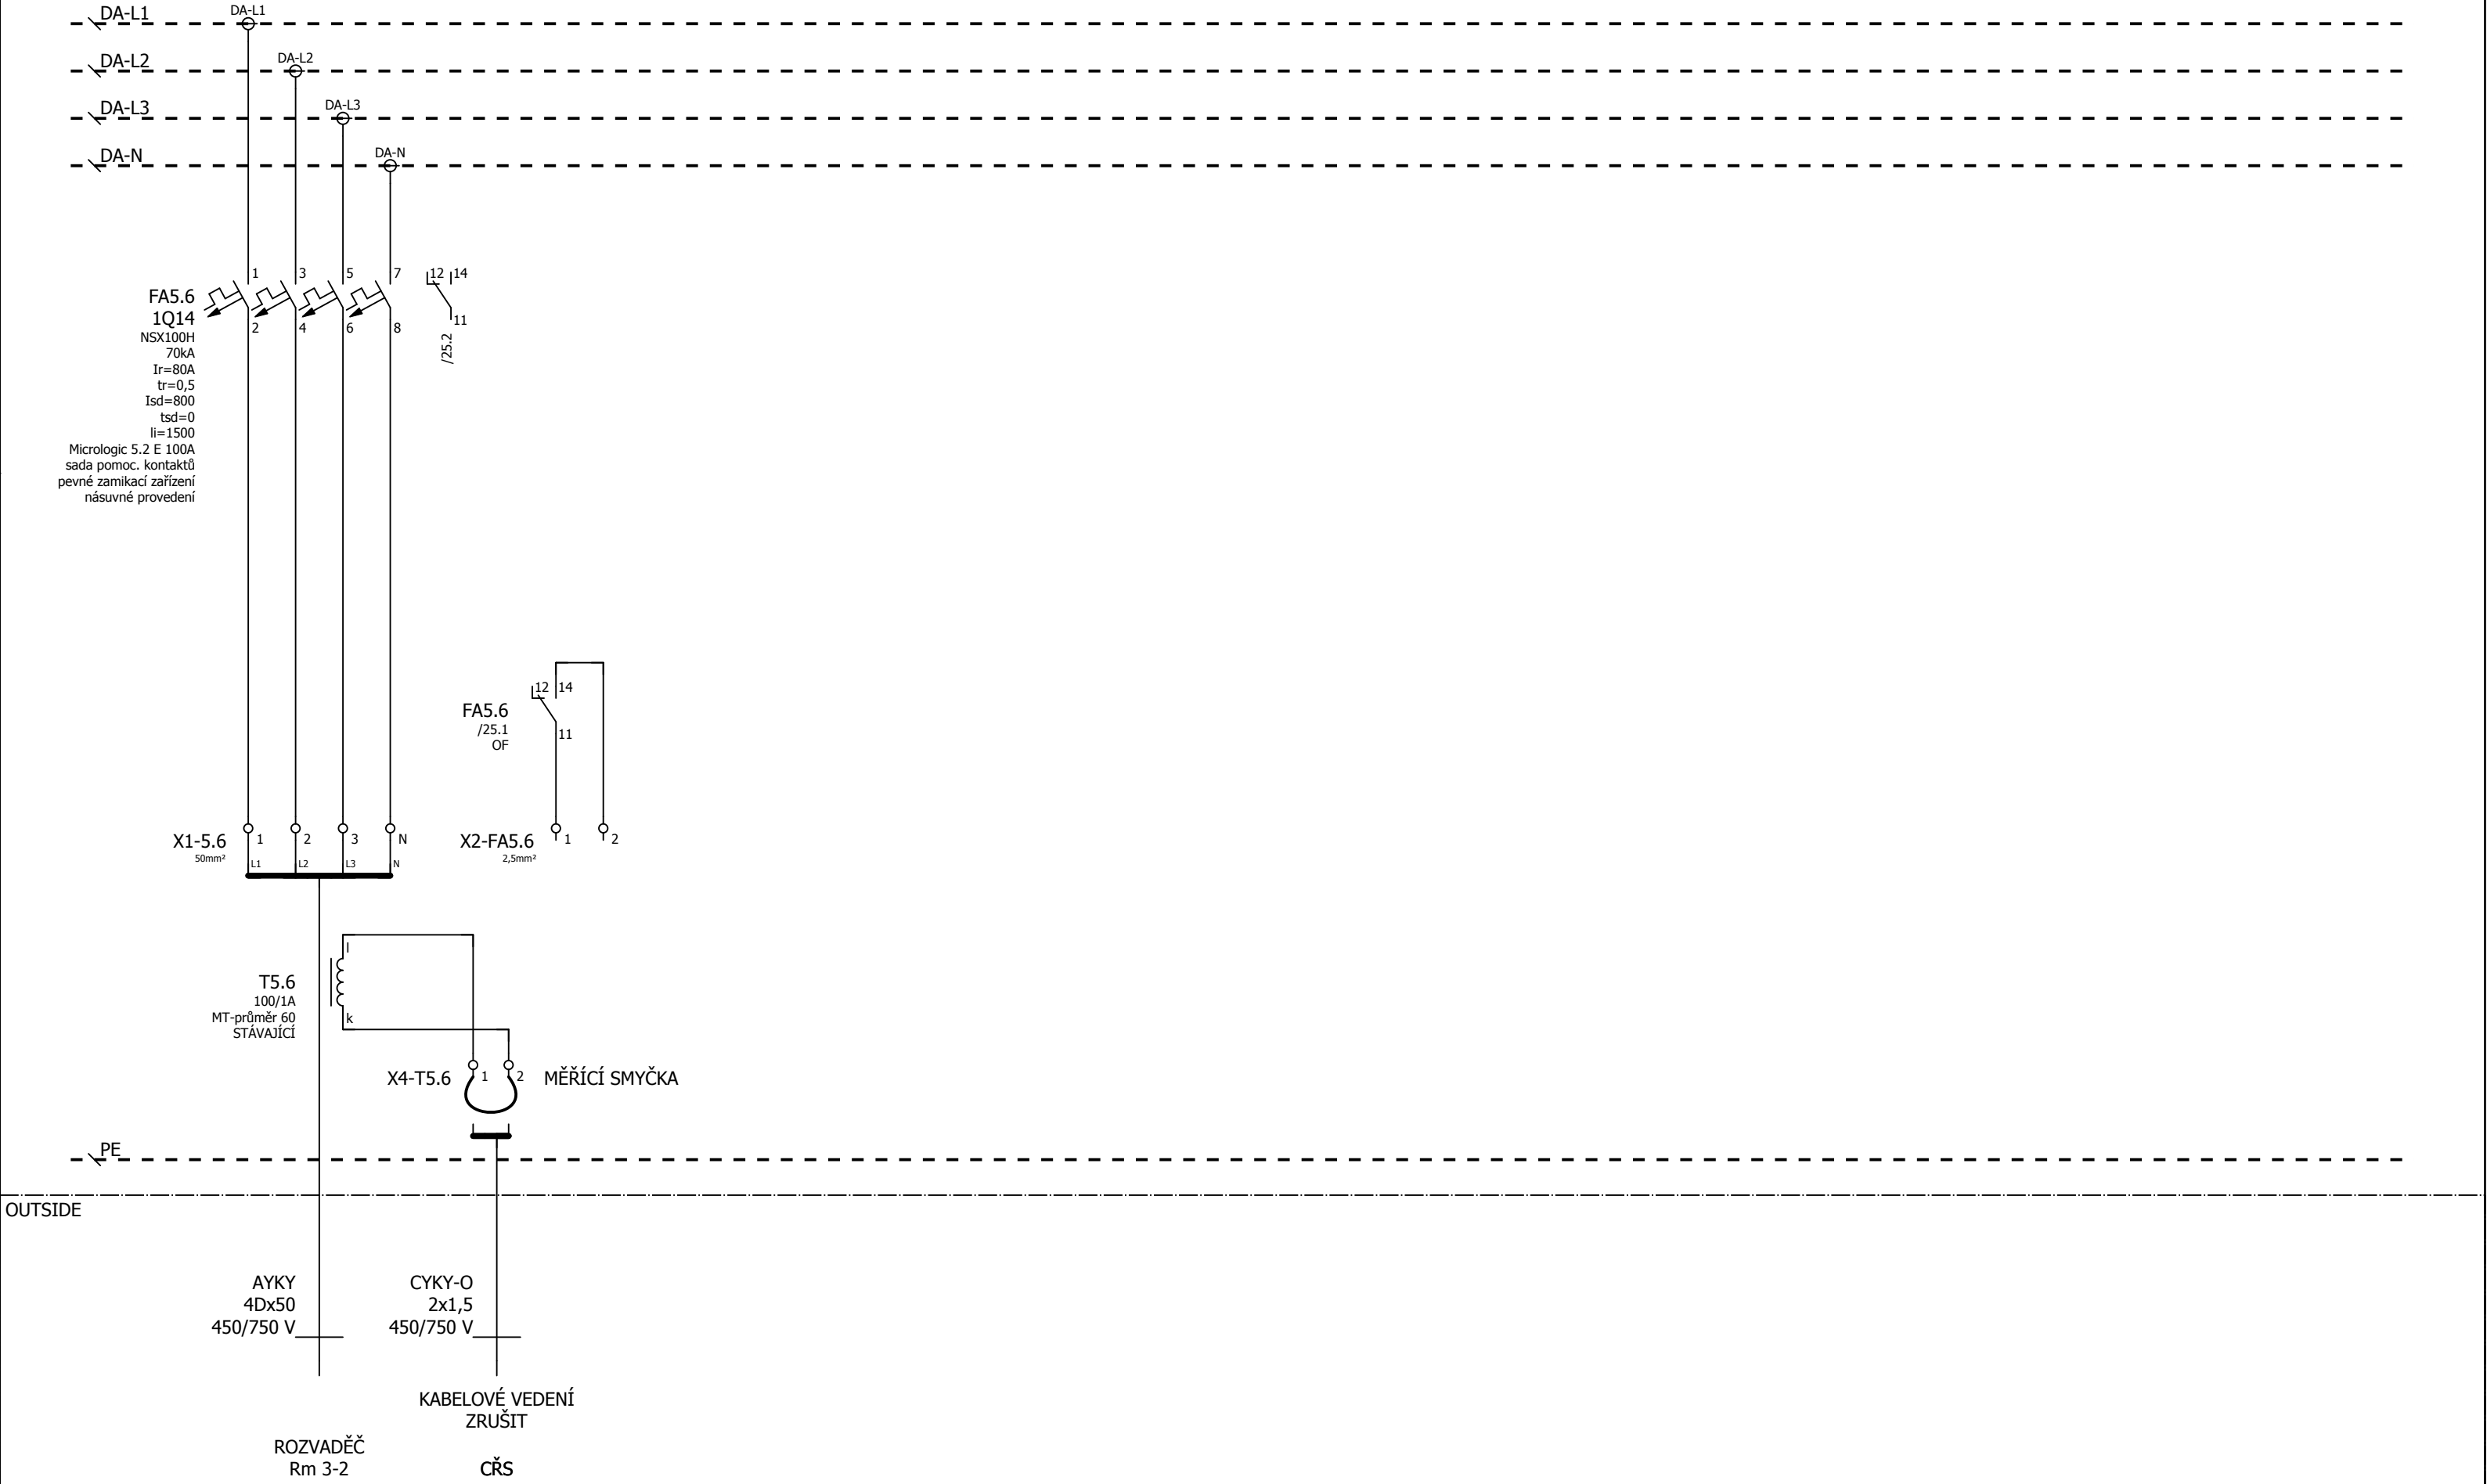 DA-L1
DA-L1
DA-L2
DA-L2
DA-L3
DA-L3
DA-N
DA-N
1
3
5
7
12
14
FA5.6
1Q14
2
4
6
8
11
/25.2
NSX100H
70kA
Ir=80A
tr=0,5
Isd=800
tsd=0
li=1500
Micrologic 5.2 E 100A
sada pomoc. kontaktů
pevné zamikací zařízení
násuvné provedení
12
14
FA5.6
/25.1
OF
11
X1-5.6
50mm²
1
2
3
N
X2-FA5.6
2,5mm²
1
2
L1
L2
L3
N
l
T5.6
100/1A
MT-průměr 60
STÁVAJÍCÍ
k
X4-T5.6
1
2
MĚŘÍCÍ SMYČKA
PE
OUTSIDE
AYKY
4Dx50
450/750 V
CYKY-O
2x1,5
450/750 V
KABELOVÉ VEDENÍ
ZRUŠIT
ROZVADĚČ
Rm 3-2
CŘS